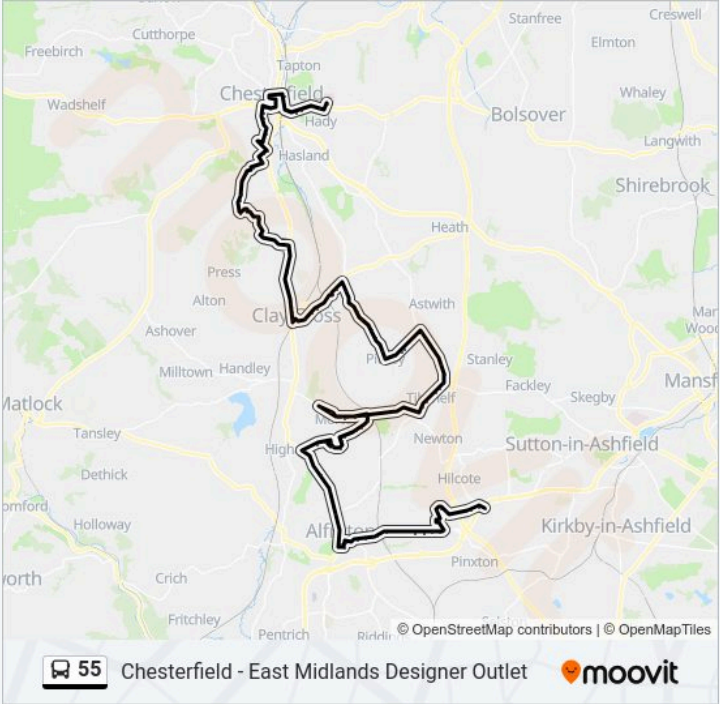 Stanfree
Creswell
Cutthorpe
Elmton
Freebirch
Tapton
Chesterfield
Whaley
Wadshelf
Bolsover
Hady
Langwith
Hasland
Shirebrook
Heath
Press
Alton
Astwith
Ashover
Stanley
Milltown
Handley
Fackley
Skegby
Matlock
Tansley
Newton
Sutton-in-Ashfield
Dethick
Hilcote
Holloway
Kirkby-in-Ashfield
Pinxton
Crich
Fritchley
Pentrich
© OpenStreetMap contributors | © OpenMapTiles
55 Chesterfield - East Midlands Designer Outlet
moovit